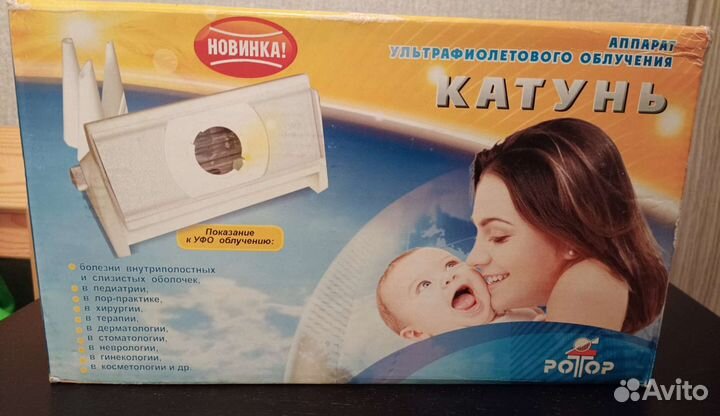 НОВИНКА!
АППАРАТ
УЛЬТРАФИОЛЕТОВОГО ОБЛУЧЕНИЯ
КАТУНЬ
Показание
к УФО облучению:
болезни внутриполостных
и слизистых оболочек,
в педиатрии,
в лор-практике,
в хирургии,
в терапии,
в дерматологии,
в стоматологии,
в неврологии,
в гинекологии,
в косметологии и др.
РОТОР
Avito